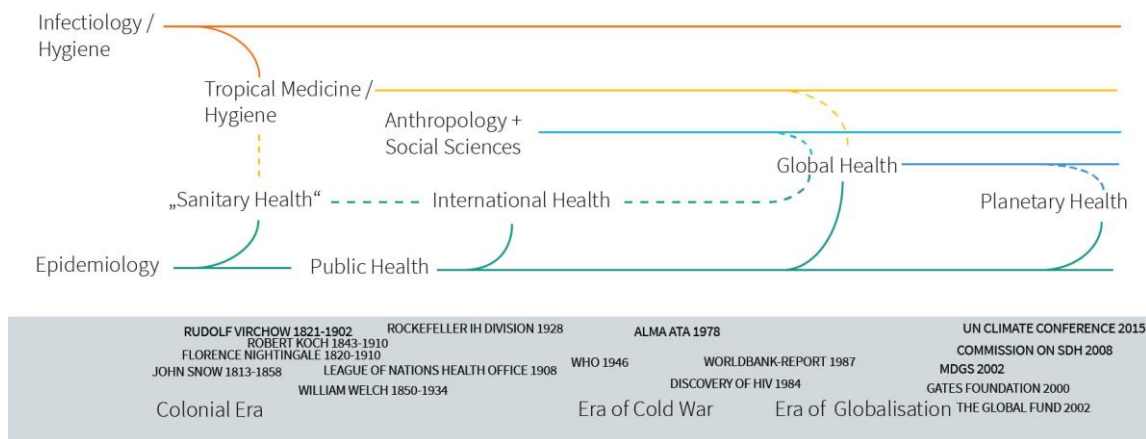 Infectiology /
Hygiene
Tropical Medicine /
Hygiene
Anthropology +
Social Sciences
Global Health
„Sanitary Health“
International Health
Planetary Health
Epidemiology
Public Health
RUDOLF VIRCHOW 1821-1902
ROCKEFELLER IH DIVISION 1928
ALMA ATA 1978
UN CLIMATE CONFERENCE 2015
ROBERT KOCH 1843-1910
FLORENCE NIGHTINGALE 1820-1910
COMMISSION ON SDH 2008
JOHN SNOW 1813-1858
LEAGUE OF NATIONS HEALTH OFFICE 1908
WHO 1946
WORLDBANK-REPORT 1987
MDGS 2002
DISCOVERY OF HIV 1984
WILLIAM WELCH 1850-1934
GATES FOUNDATION 2000
Colonial Era
Era of Cold War
Era of Globalisation
THE GLOBAL FUND 2002